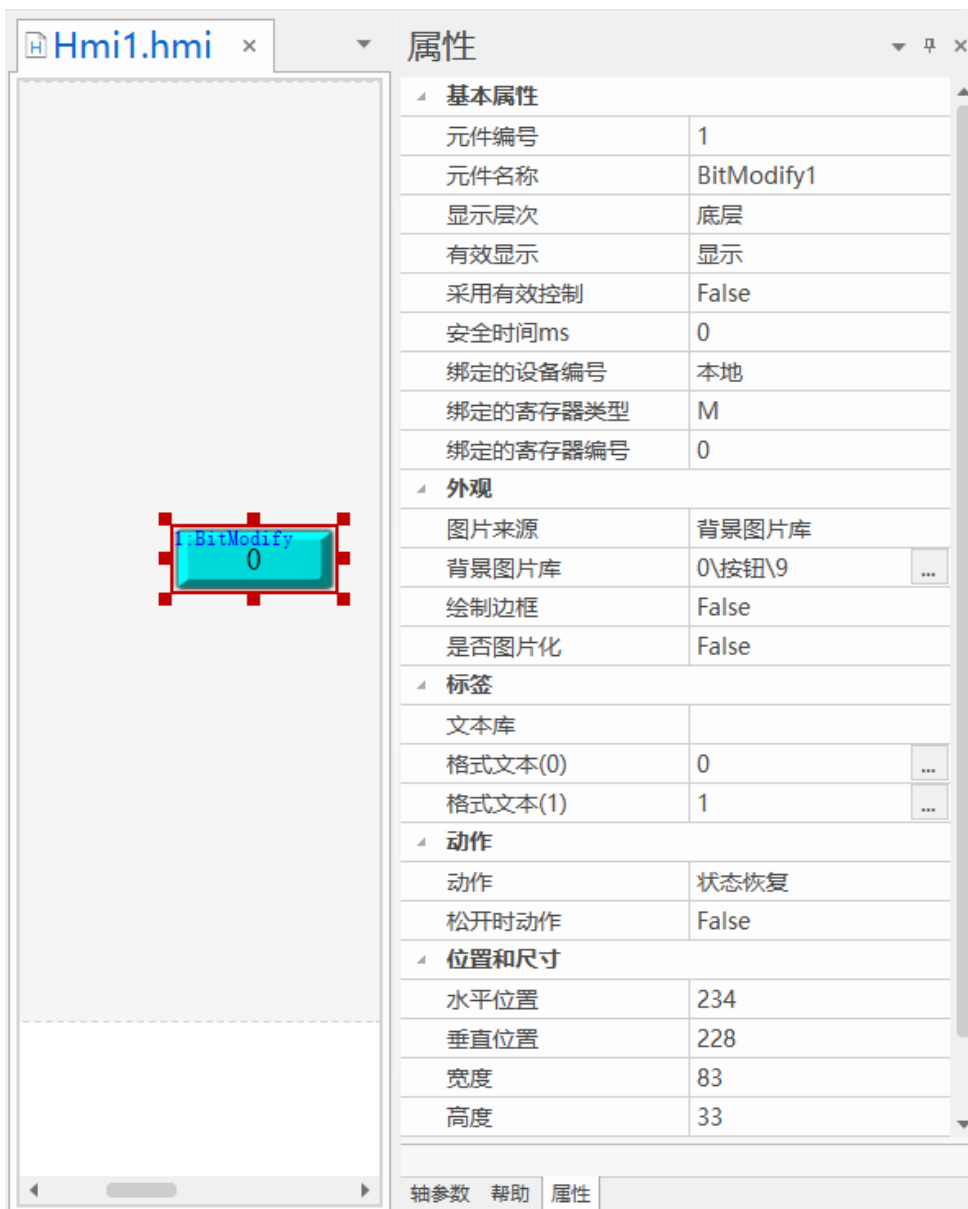 Hmi1.hmi
属性
基本属性
元件编号 1
元件名称 BitModify1
显示层次 底层
有效显示 显示
采用有效控制 False
安全时间ms 0
绑定的设备编号 本地
绑定的寄存器类型 M
绑定的寄存器编号 0
外观
图片来源 背景图片库
背景图片库 0\按钮\9 ...
绘制边框 False
是否图片化 False
标签
文本库
格式文本(0) 0 ...
格式文本(1) 1 ...
动作
动作 状态恢复
松开时动作 False
位置和尺寸
水平位置 234
垂直位置 228
宽度 83
高度 33
1:BitModify
0
轴参数 帮助 属性